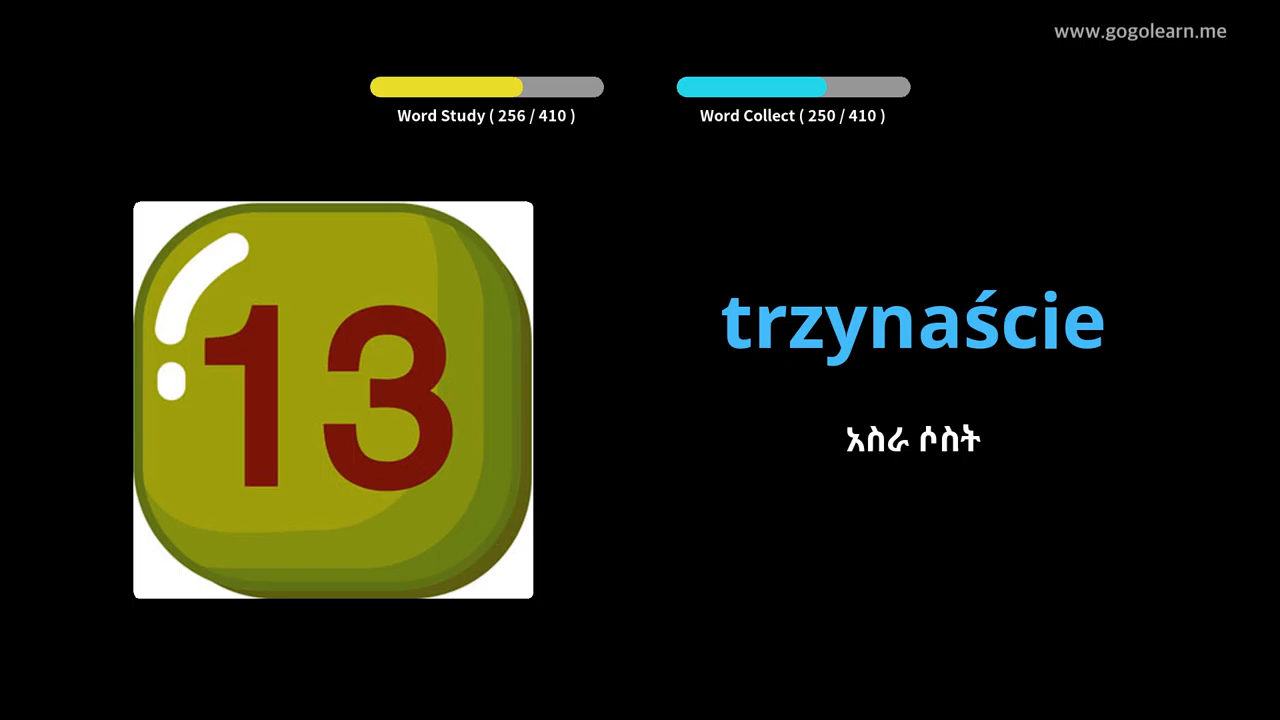 www.gogolearn.me
Word Study ( 256 / 410 )
Word Collect ( 250 / 410 )
13
trzynaście
አስራ ሶስት